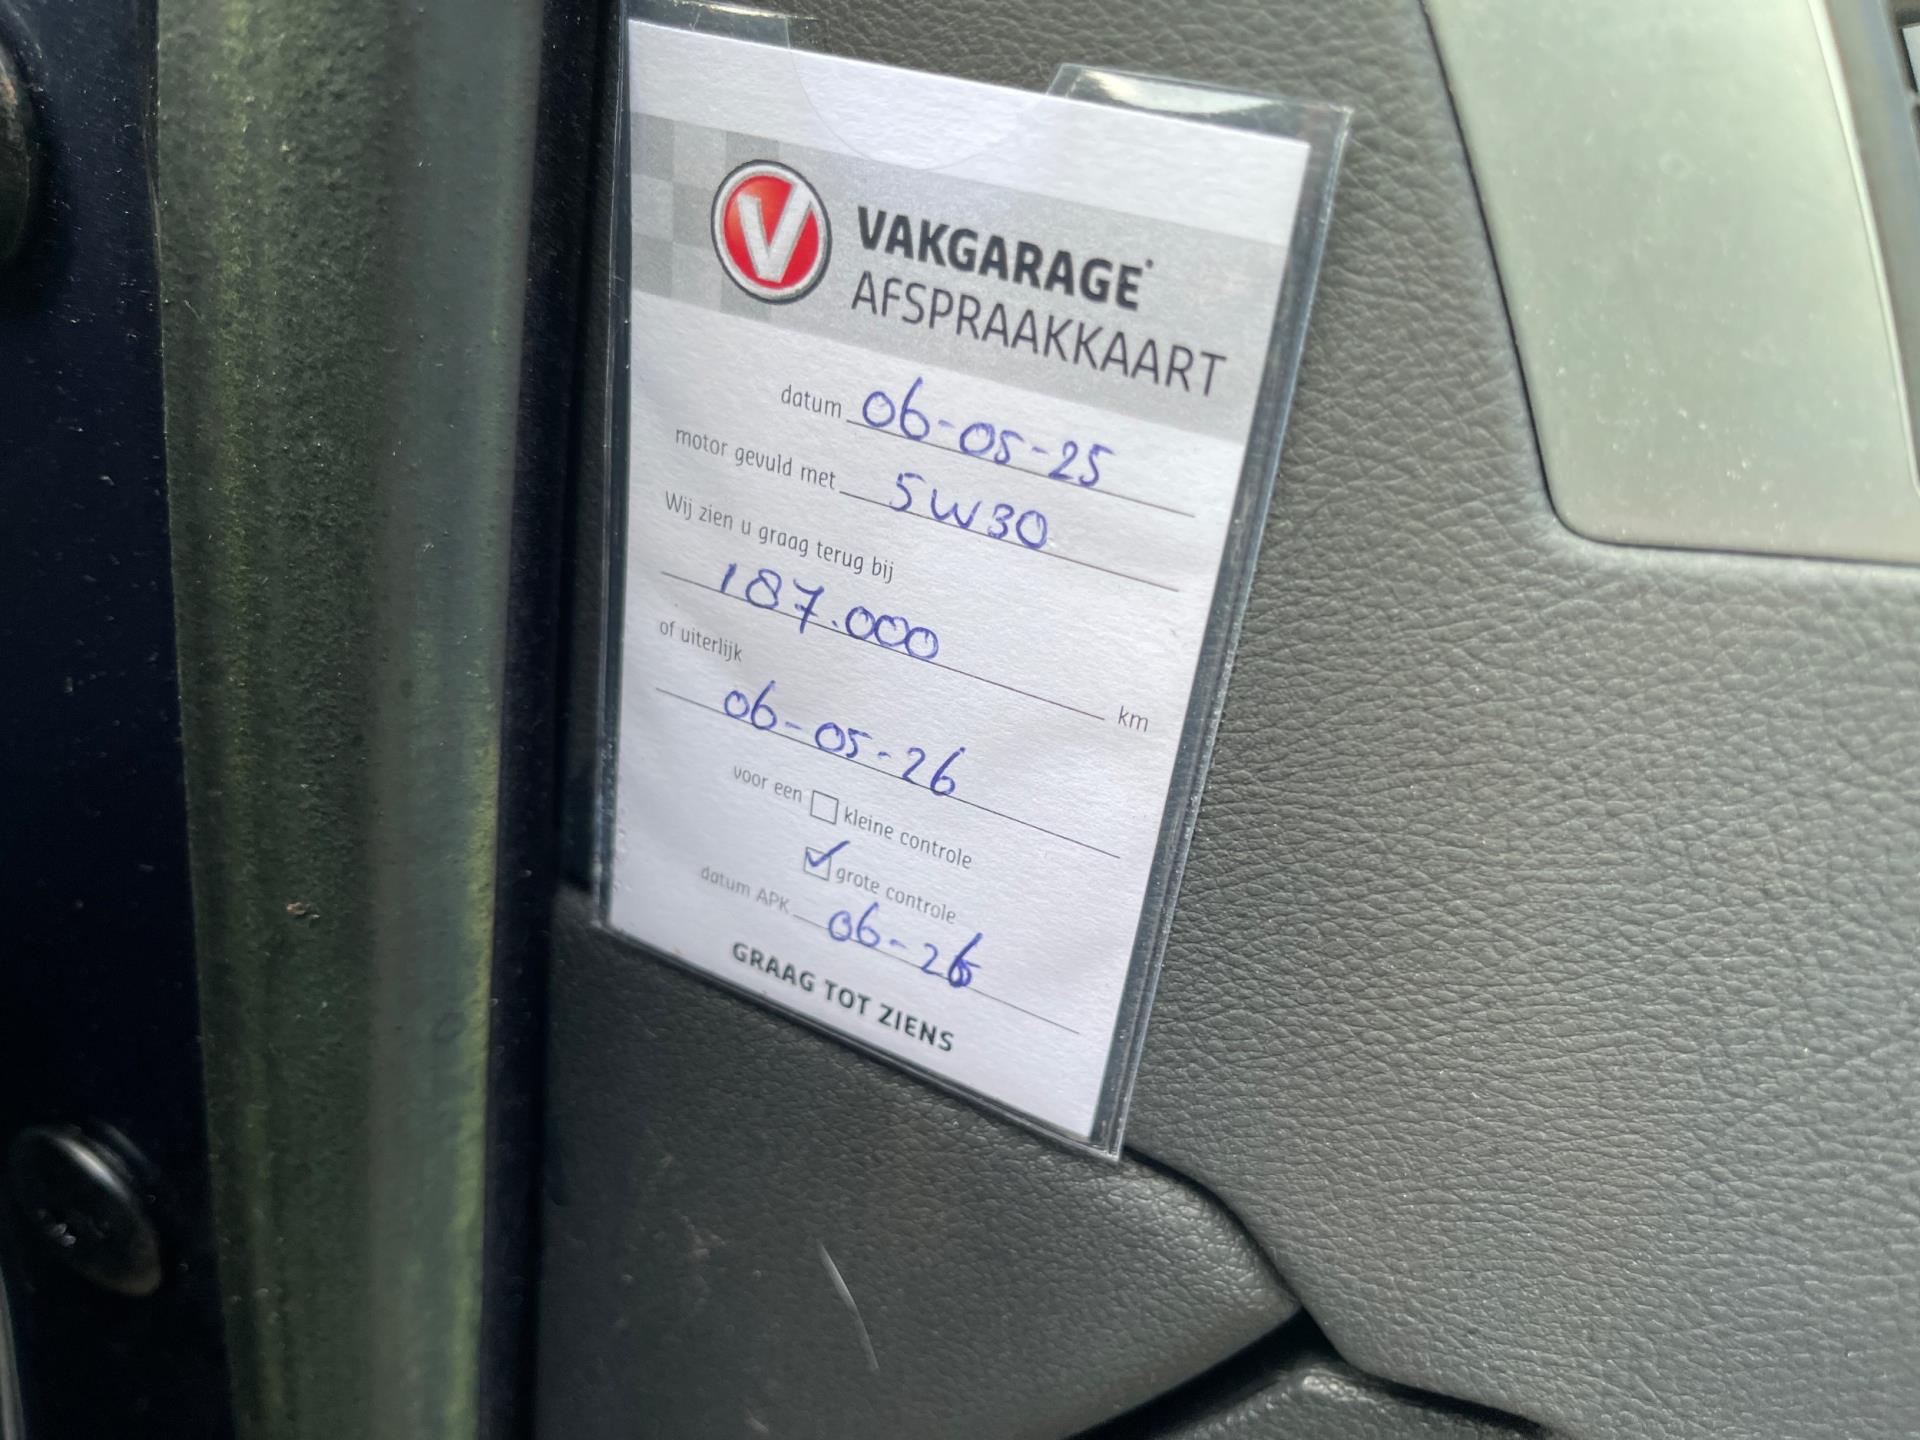 V VAKGARAGE
AFSPRAAKKAART
datum 06-05-25
motor gevuld met 5W30
Wij zien u graag terug bij
187.000 km
of uiterlijk
06-05-26
voor een ☐ kleine controle
☑ grote controle
datum APK 06-26
GRAAG TOT ZIENS